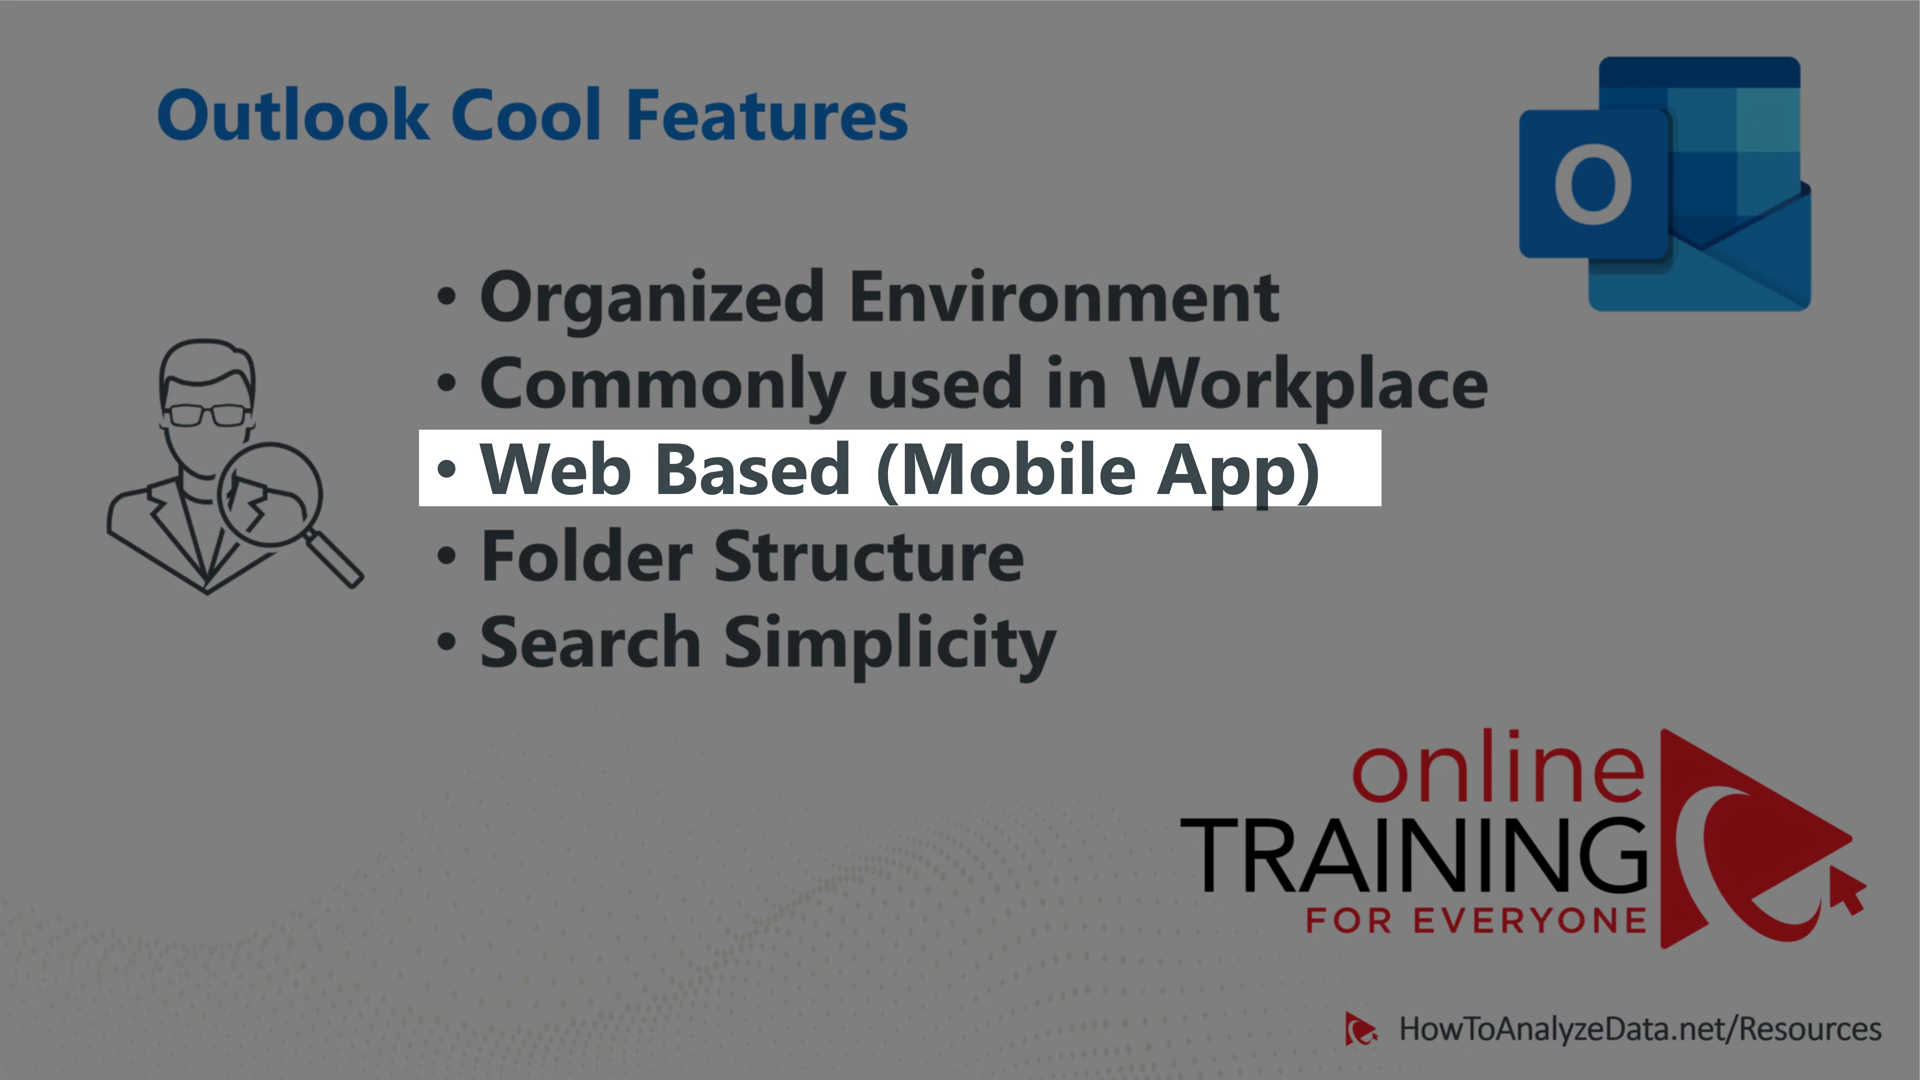 Outlook Cool Features
O
• Organized Environment
• Commonly used in Workplace
• Web Based (Mobile App)
• Folder Structure
• Search Simplicity
online
TRAINING
FOR EVERYONE
HowToAnalyzeData.net/Resources